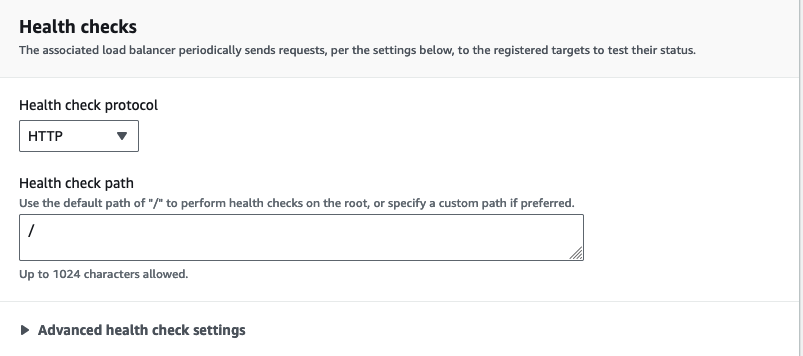 Health checks
The associated load balancer periodically sends requests, per the settings below, to the registered targets to test their status.
Health check protocol
HTTP
Health check path
Use the default path of "/" to perform health checks on the root, or specify a custom path if preferred.
/
Up to 1024 characters allowed.
Advanced health check settings